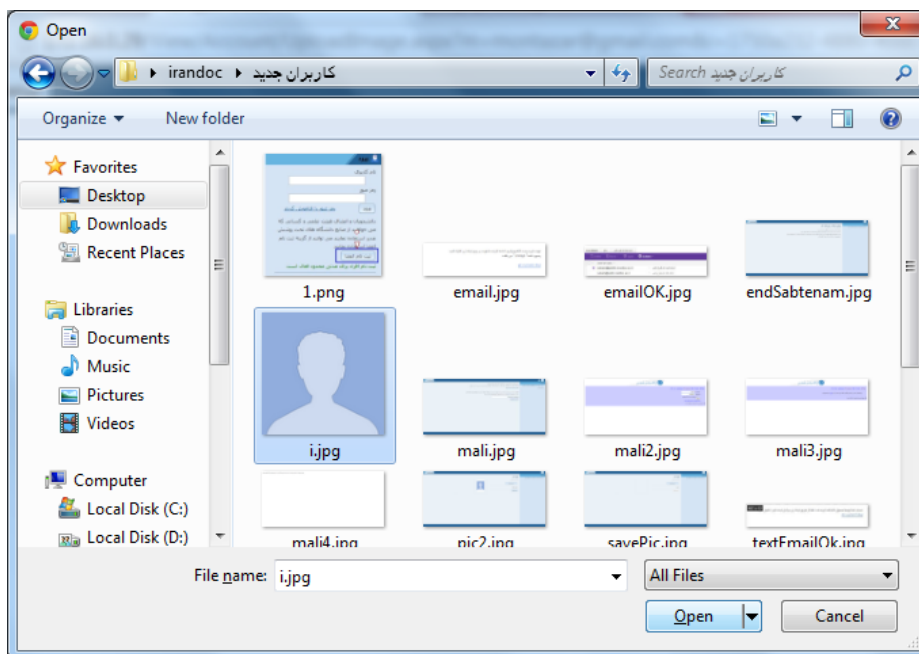 Open
irandoc
کاربران جدید
Search کاربران جدید
Organize
New folder
Favorites
Desktop
Downloads
Recent Places
Libraries
Documents
Music
Pictures
Videos
Computer
Local Disk (C:)
Local Disk (D:)
1.png
email.jpg
emailOK.jpg
endSabtenam.jpg
i.jpg
mali.jpg
mali2.jpg
mali3.jpg
mali4.jpg
pic2.jpg
savePic.jpg
textEmailOk.jpg
File name: i.jpg
All Files
Open
Cancel